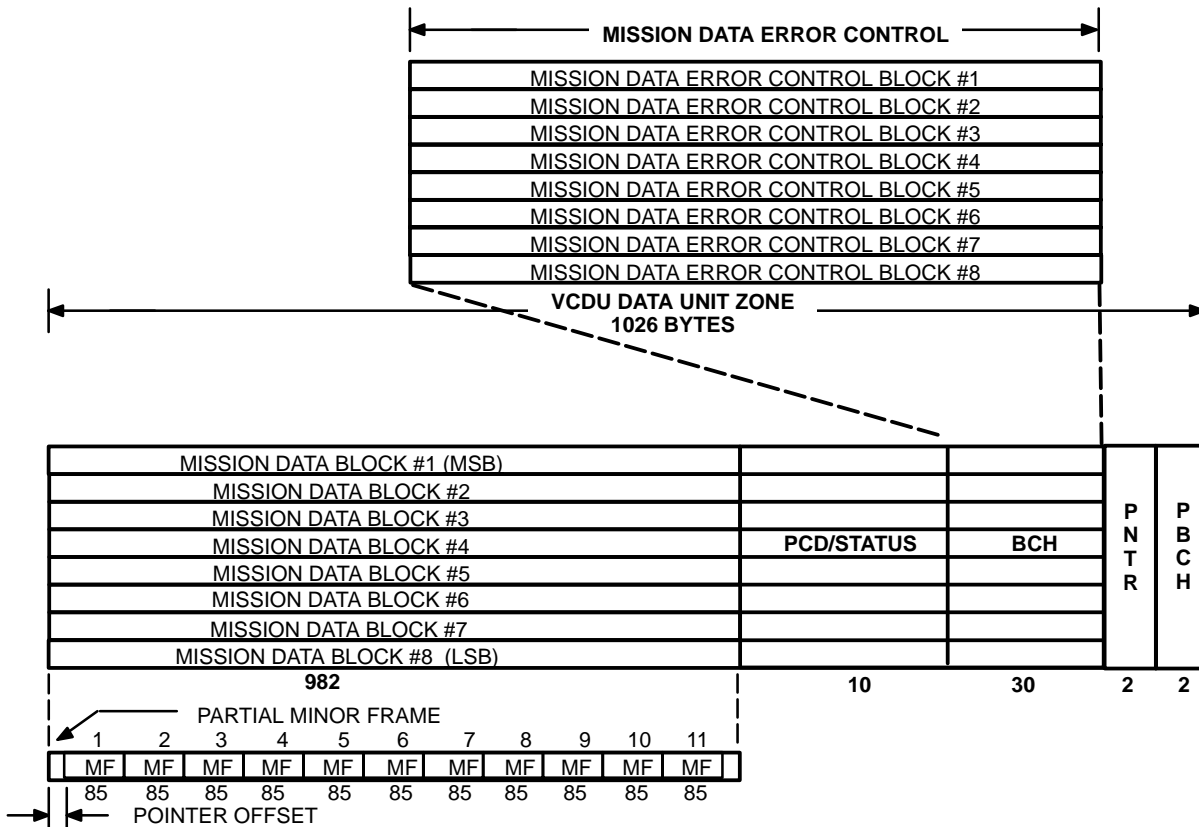 MISSION DATA ERROR CONTROL
MISSION DATA ERROR CONTROL BLOCK #1
MISSION DATA ERROR CONTROL BLOCK #2
MISSION DATA ERROR CONTROL BLOCK #3
MISSION DATA ERROR CONTROL BLOCK #4
MISSION DATA ERROR CONTROL BLOCK #5
MISSION DATA ERROR CONTROL BLOCK #6
MISSION DATA ERROR CONTROL BLOCK #7
MISSION DATA ERROR CONTROL BLOCK #8
VCDU DATA UNIT ZONE
1026 BYTES
MISSION DATA BLOCK #1 (MSB)
MISSION DATA BLOCK #2
MISSION DATA BLOCK #3
MISSION DATA BLOCK #4
MISSION DATA BLOCK #5
MISSION DATA BLOCK #6
MISSION DATA BLOCK #7
MISSION DATA BLOCK #8 (LSB)
PCD/STATUS
BCH
PNTR
PBCH
982 10 30 2 2
PARTIAL MINOR FRAME
1 2 3 4 5 6 7 8 9 10 11
MF MF MF MF MF MF MF MF MF MF MF
85 85 85 85 85 85 85 85 85 85 85
POINTER OFFSET